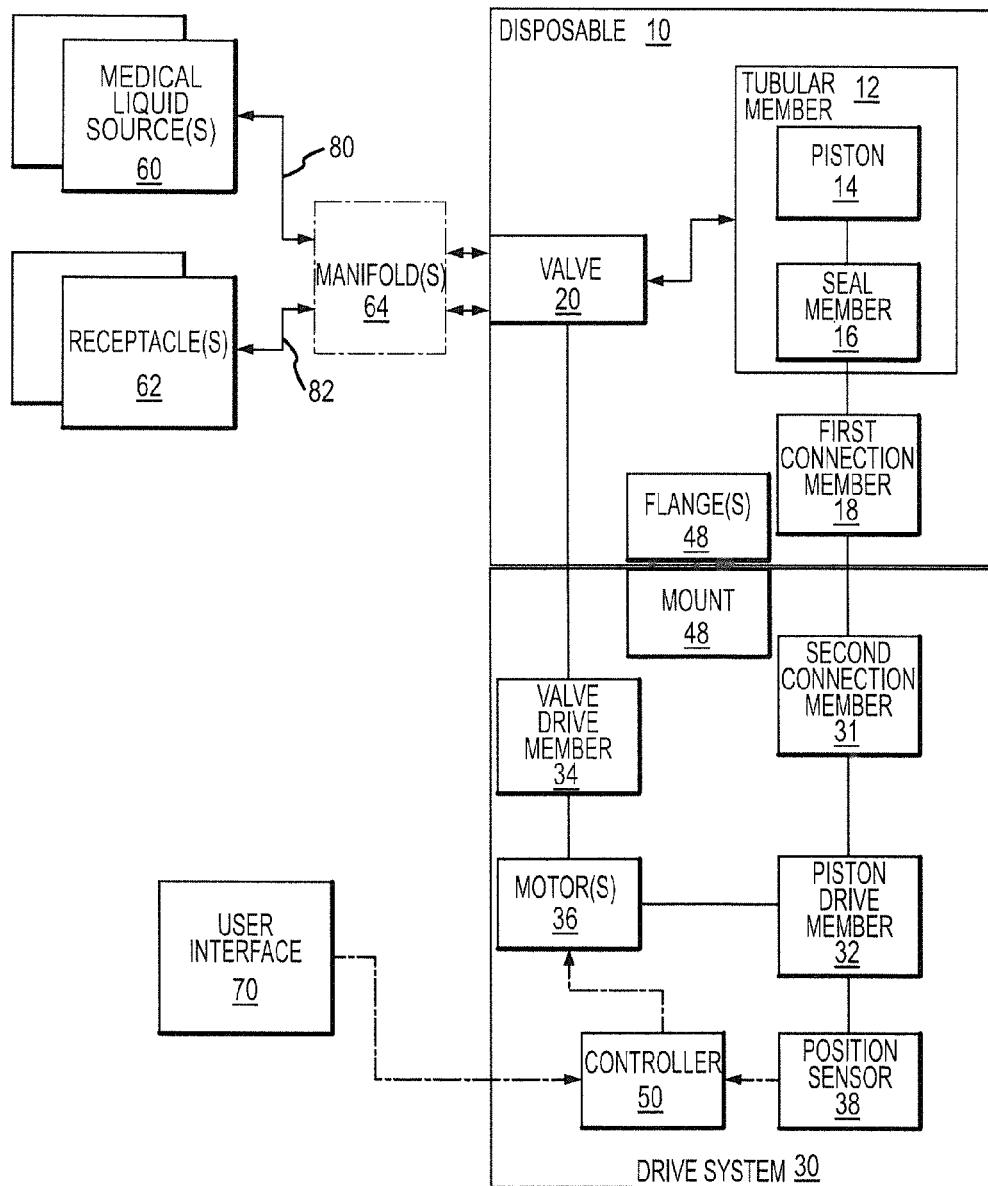 DISPOSABLE 10
MEDICAL
LIQUID
SOURCE(S)
60
80
TUBULAR 12
MEMBER
PISTON
14
MANIFOLD(S)
64
VALVE
20
SEAL
MEMBER
16
RECEPTACLE(S)
62
82
FIRST
CONNECTION
MEMBER
18
FLANGE(S)
48
MOUNT
48
SECOND
CONNECTION
MEMBER
31
VALVE
DRIVE
MEMBER
34
MOTOR(S)
36
PISTON
DRIVE
MEMBER
32
USER
INTERFACE
70
CONTROLLER
50
POSITION
SENSOR
38
DRIVE SYSTEM 30